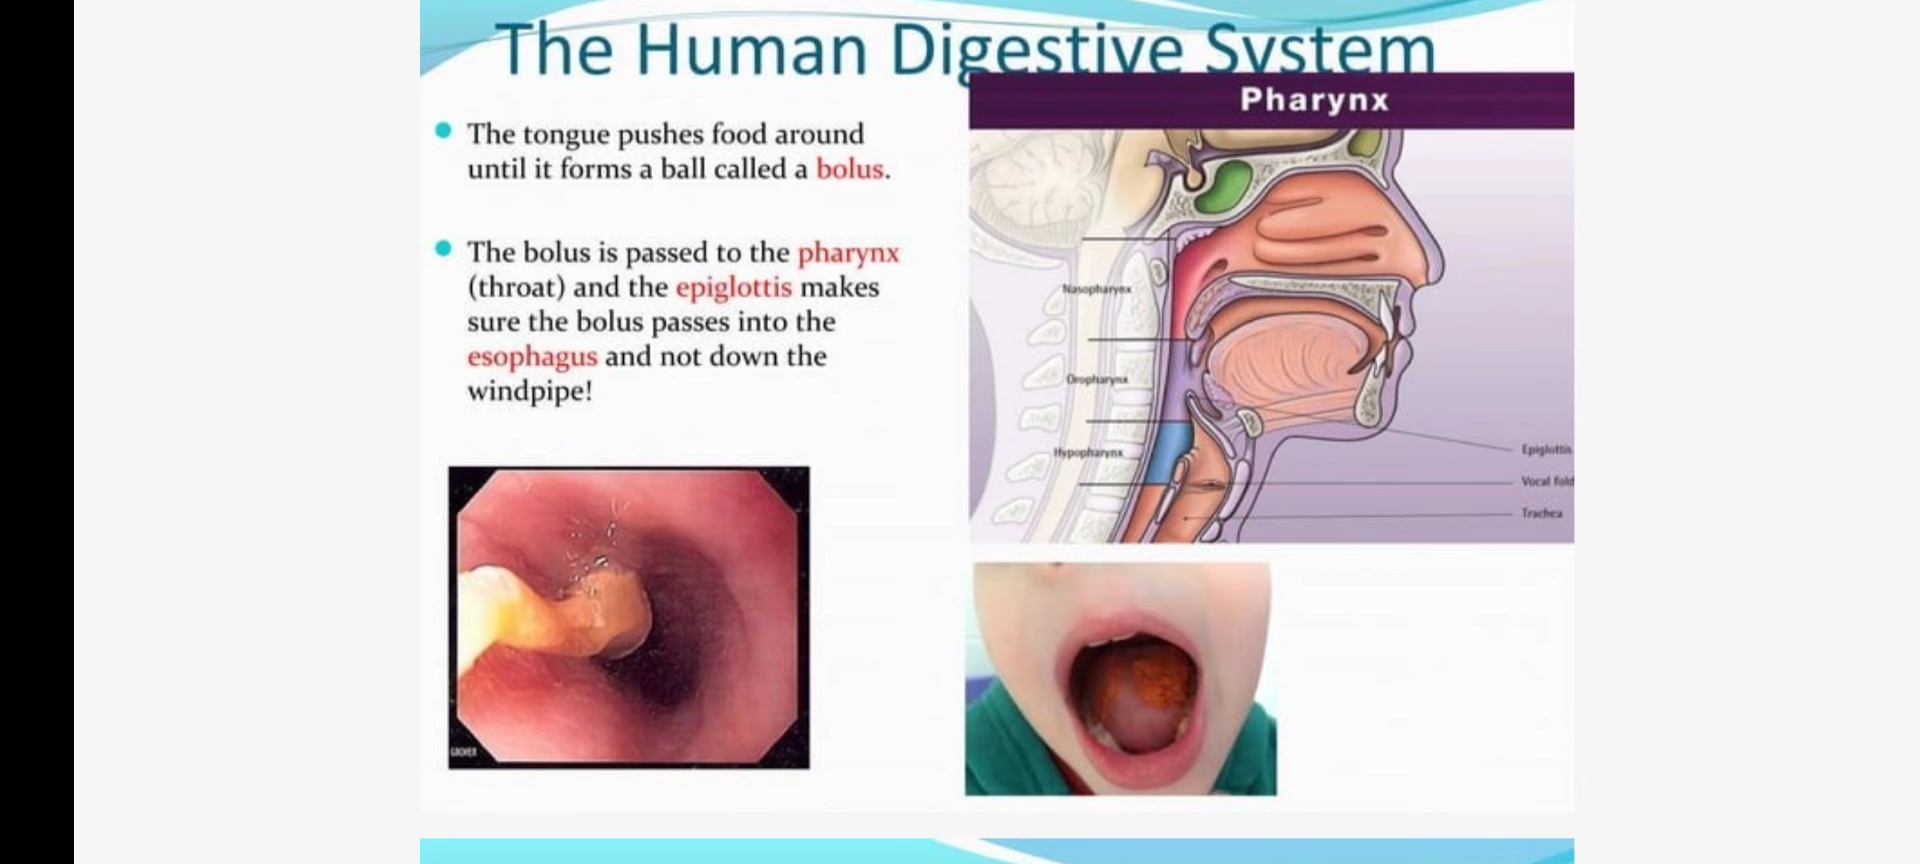 The Human Digestive System
Pharynx
The tongue pushes food around
until it forms a ball called a bolus.
The bolus is passed to the pharynx
(throat) and the epiglottis makes
sure the bolus passes into the
esophagus and not down the
windpipe!
Nasopharynx
Oropharynx
Hypopharynx
Epiglottis
Vocal fold
Trachea